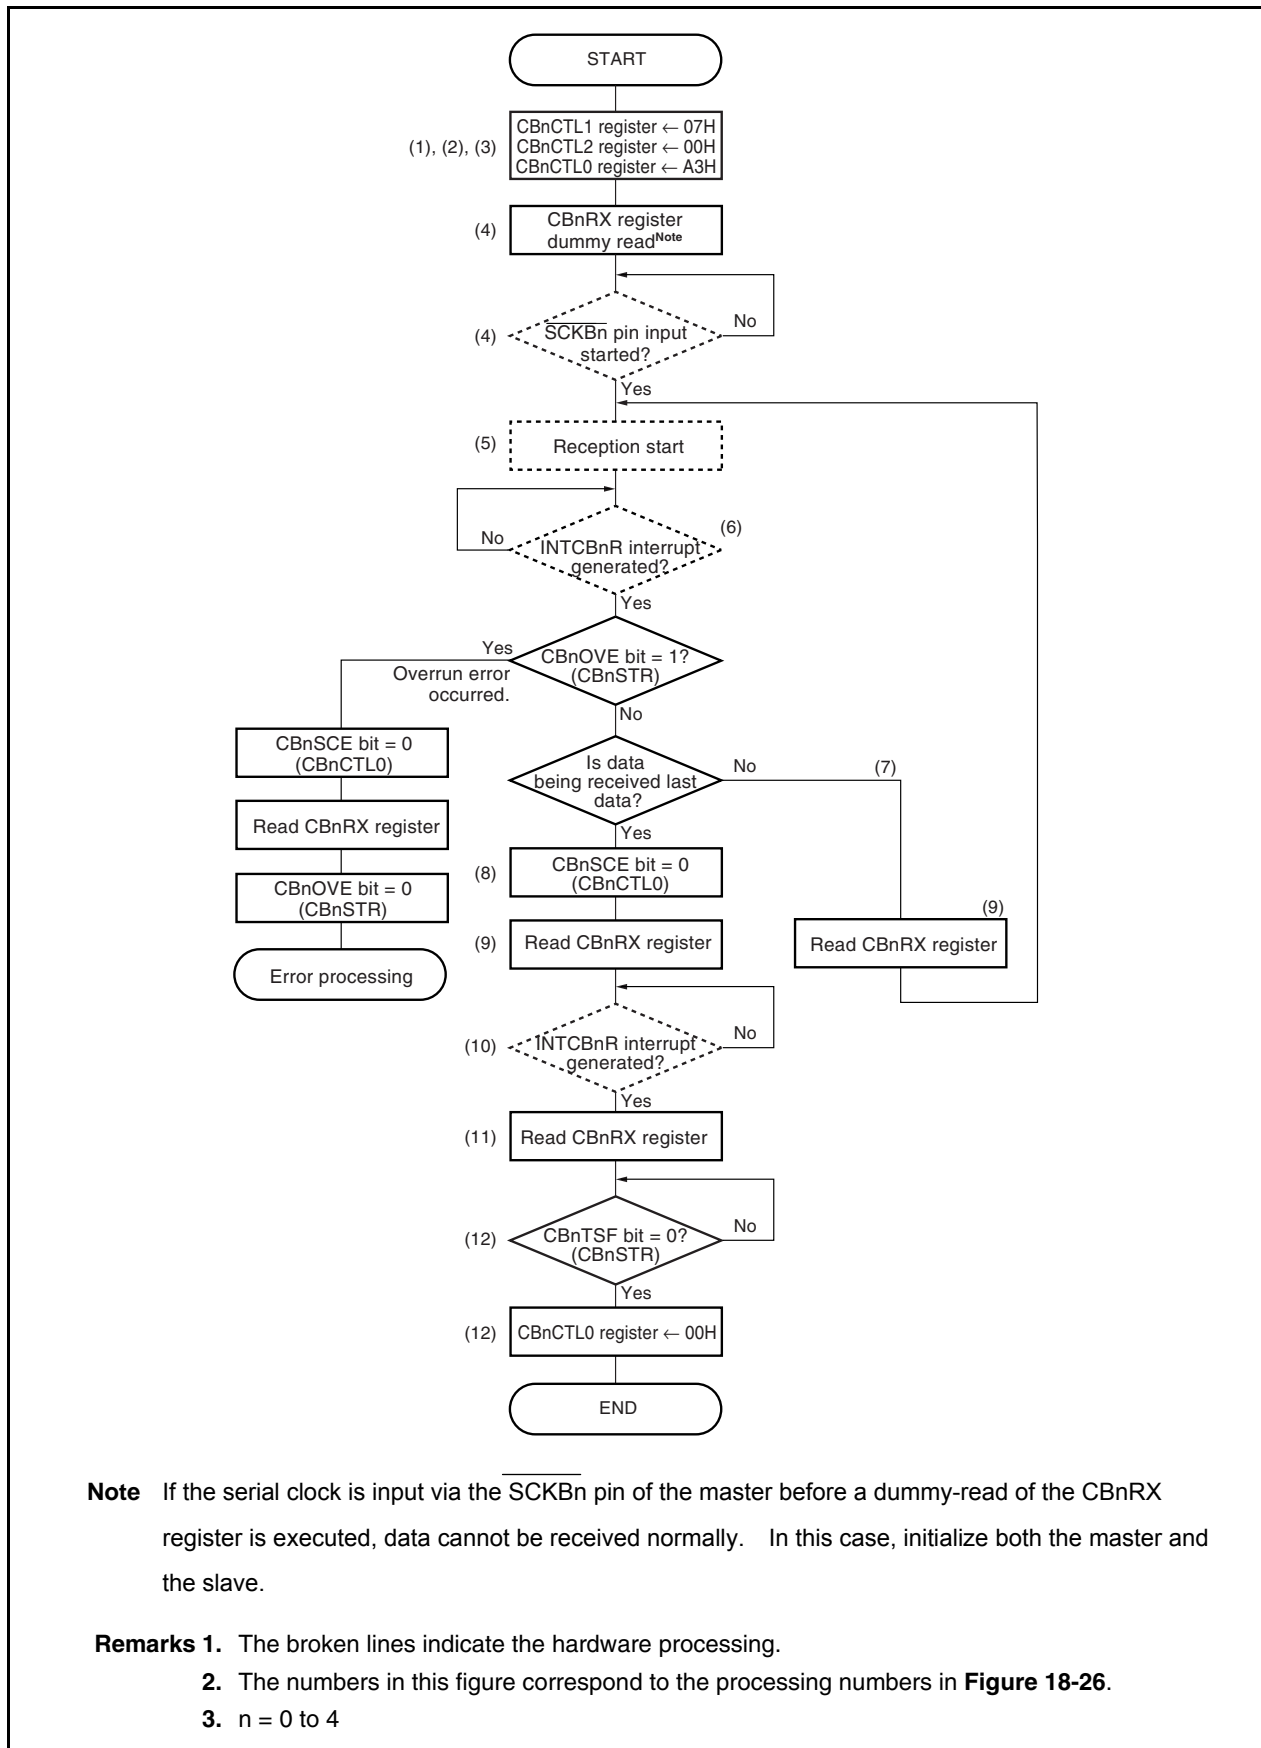 START
(1), (2), (3)
CBnCTL1 register ← 07H
CBnCTL2 register ← 00H
CBnCTL0 register ← A3H
(4)
CBnRX register
dummy readNote
(4)
SCKBn pin input
started?
No
Yes
(5)
Reception start
(6)
No
INTCBnR interrupt
generated?
Yes
Yes
CBnOVE bit = 1?
(CBnSTR)
Overrun error
occurred.
No
CBnSCE bit = 0
(CBnCTL0)
Is data
being received last
data?
No
(7)
Yes
Read CBnRX register
(8)
CBnSCE bit = 0
(CBnCTL0)
CBnOVE bit = 0
(CBnSTR)
(9)
Read CBnRX register
(9)
Read CBnRX register
Error processing
(10)
INTCBnR interrupt
generated?
No
Yes
(11)
Read CBnRX register
(12)
CBnTSF bit = 0?
(CBnSTR)
No
Yes
(12)
CBnCTL0 register ← 00H
END
Note If the serial clock is input via the SCKBn pin of the master before a dummy-read of the CBnRX
register is executed, data cannot be received normally. In this case, initialize both the master and
the slave.
Remarks 1. The broken lines indicate the hardware processing.
2. The numbers in this figure correspond to the processing numbers in Figure 18-26.
3. n = 0 to 4